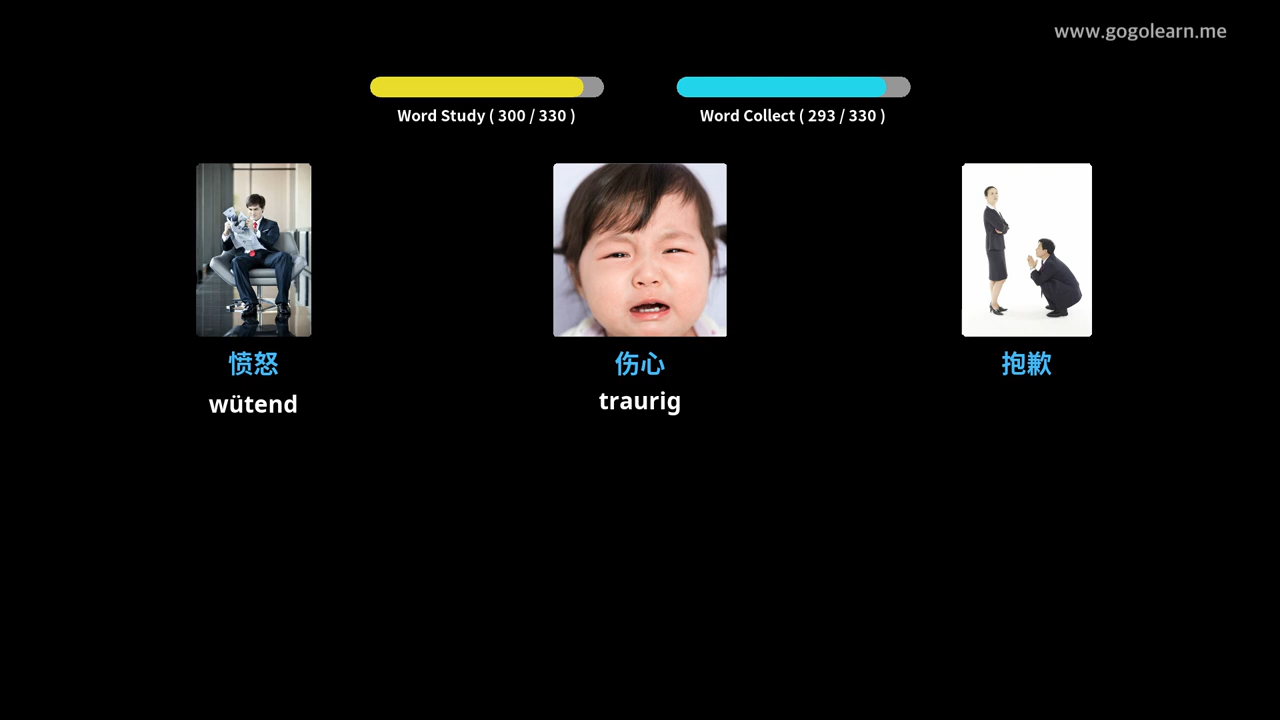 www.gogolearn.me
Word Study ( 300 / 330 )
Word Collect ( 293 / 330 )
愤怒
伤心
抱歉
wütend
traurig